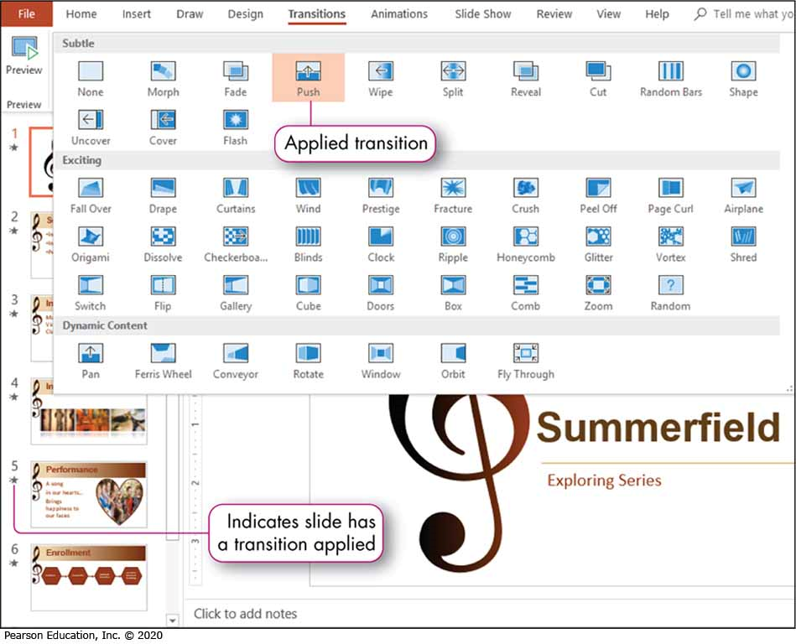 File Home Insert Draw Design Transitions Animations Slide Show Review View Help Tell me what yo
Preview
Preview
Subtle
None Morph Fade Push Wipe Split Reveal Cut Random Bars Shape
Uncover Cover Flash
Applied transition
Exciting
Fall Over Drape Curtains Wind Prestige Fracture Crush Peel Off Page Curl Airplane
Origami Dissolve Checkerboa... Blinds Clock Ripple Honeycomb Glitter Vortex Shred
Switch Flip Gallery Cube Doors Box Comb Zoom Random
Dynamic Content
Pan Ferris Wheel Conveyor Rotate Window Orbit Fly Through
1
2
3
4
5
Performance
A song
in our hearts...
Brings
happiness to
our faces
6
Enrollment
1
2
3
Summerfield
Exploring Series
Indicates slide has
a transition applied
Click to add notes
Pearson Education, Inc. © 2020